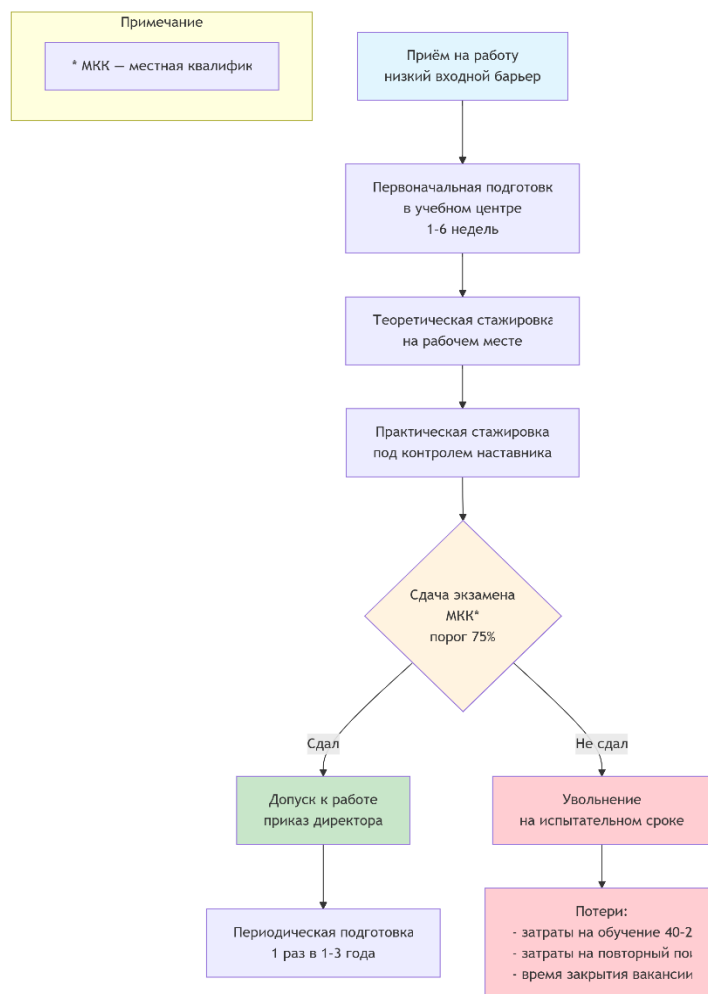 Примечание
* МКК — местная квалифик
Приём на работу
низкий входной барьер
Первоначальная подготовк
в учебном центре
1-6 недель
Теоретическая стажировка
на рабочем месте
Практическая стажировка
под контролем наставника
Сдача экзамена
МКК*
порог 75%
Сдал
Не сдал
Допуск к работе
приказ директора
Увольнение
на испытательном сроке
Периодическая подготовка
1 раз в 1-3 года
Потери:
- затраты на обучение 40-2
- затраты на повторный
- время закрытия вакансии